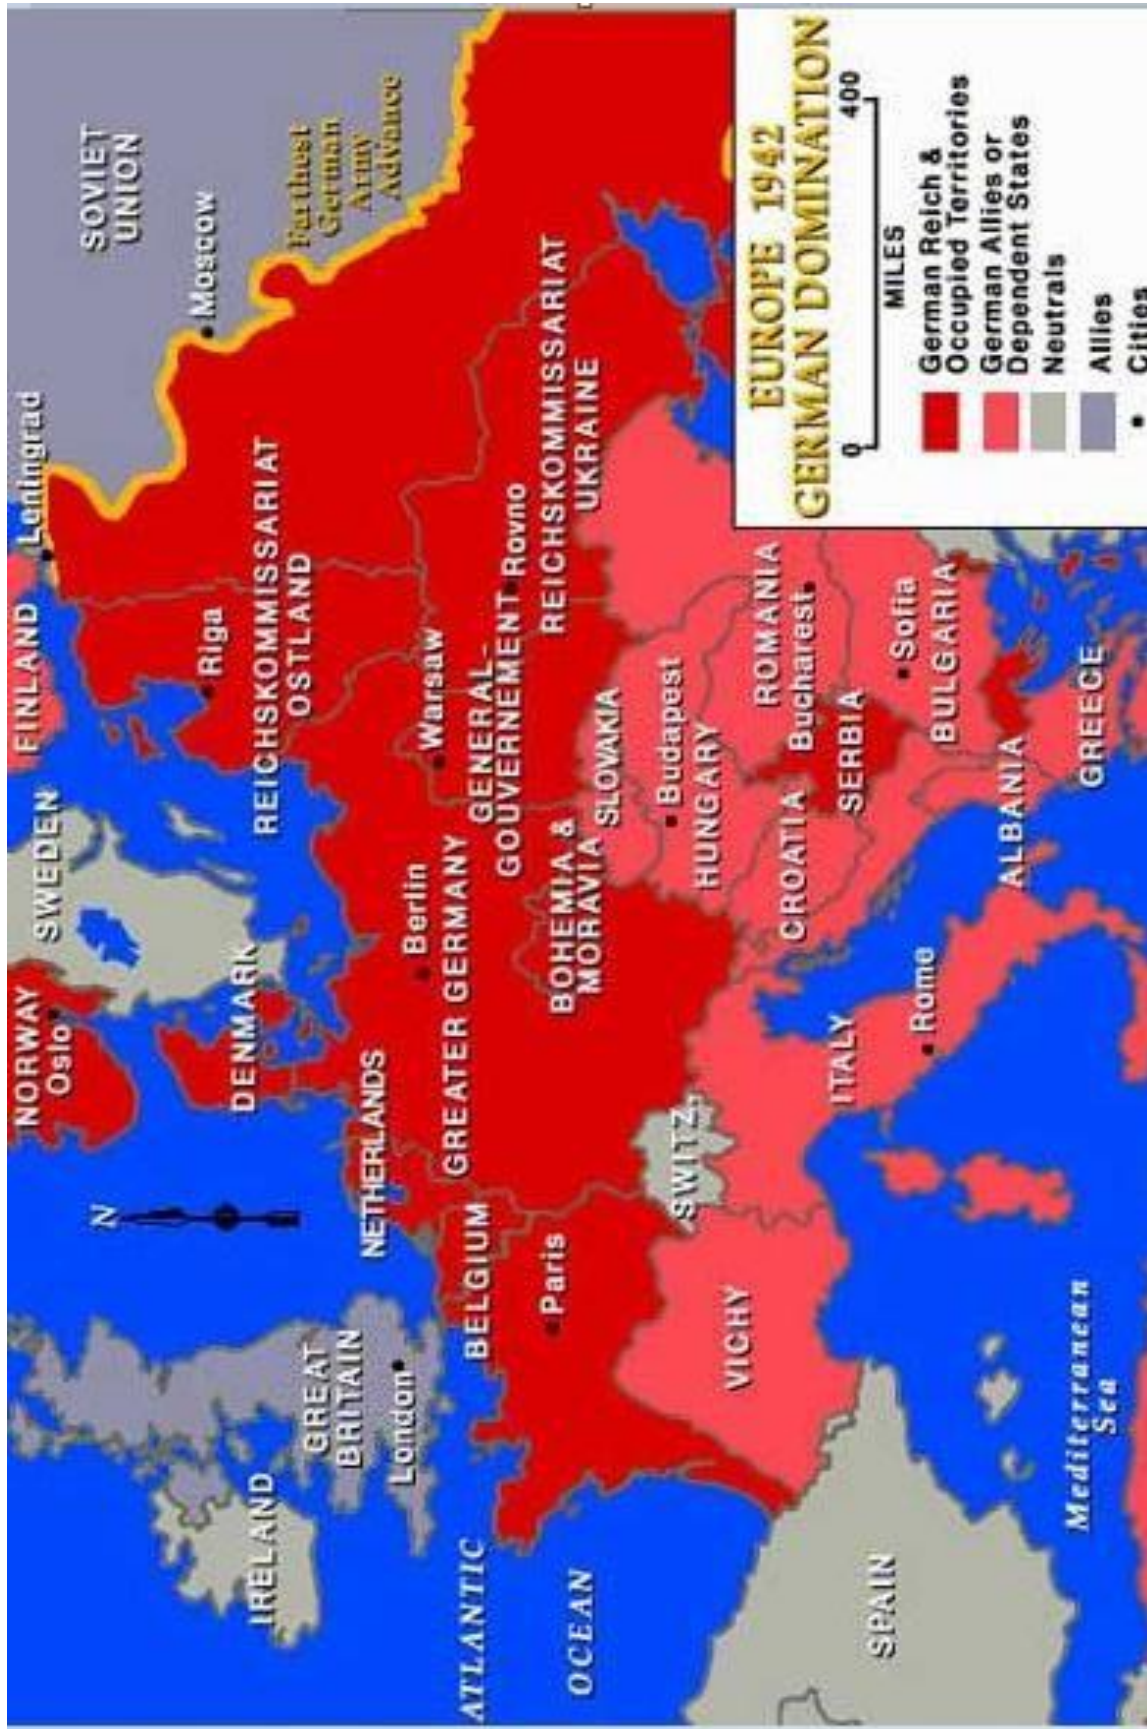 NORWAY
Oslo
SWEDEN
FINLAND
Leningrad
SOVIET
UNION
Moscow
Farthest
German
Army
Advance
N
DENMARK
Riga
REICHSKOMMISSARIAT
OSTLAND
IRELAND
GREAT
BRITAIN
London
NETHERLANDS
Berlin
GREATER GERMANY
Warsaw
GENERAL-
GOUVERNEMENT
Rovno
REICHSKOMMISSARIAT
UKRAINE
BELGIUM
Paris
BOHEMIA &
MORAVIA
SLOVAKIA
ATLANTIC
OCEAN
SWITZ.
VICHY
Budapest
HUNGARY
ROMANIA
Bucharest
CROATIA
SERBIA
ITALY
Rome
Sofia
BULGARIA
ALBANIA
GREECE
SPAIN
Mediterranean
Sea
EUROPE 1942
GERMAN DOMINATION
0 400
MILES
German Reich &
Occupied Territories
German Allies or
Dependent States
Neutrals
Allies
Cities